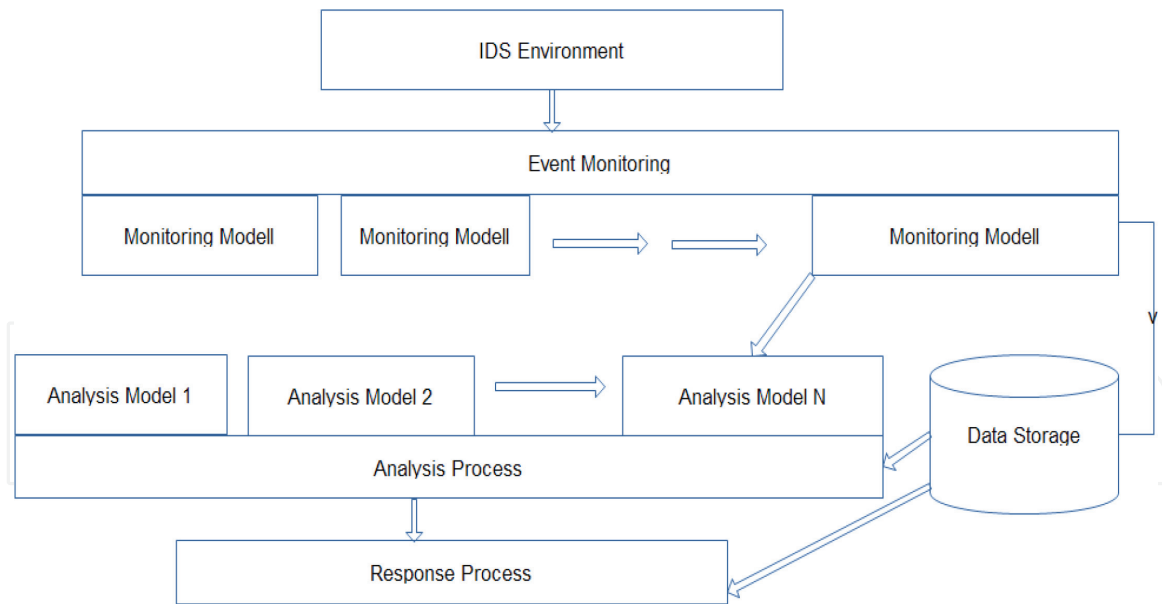 IDS Environment
Event Monitoring
Monitoring Modell
Monitoring Modell
Monitoring Modell
v
Analysis Model 1
Analysis Model 2
Analysis Model N
Data Storage
Analysis Process
Response Process